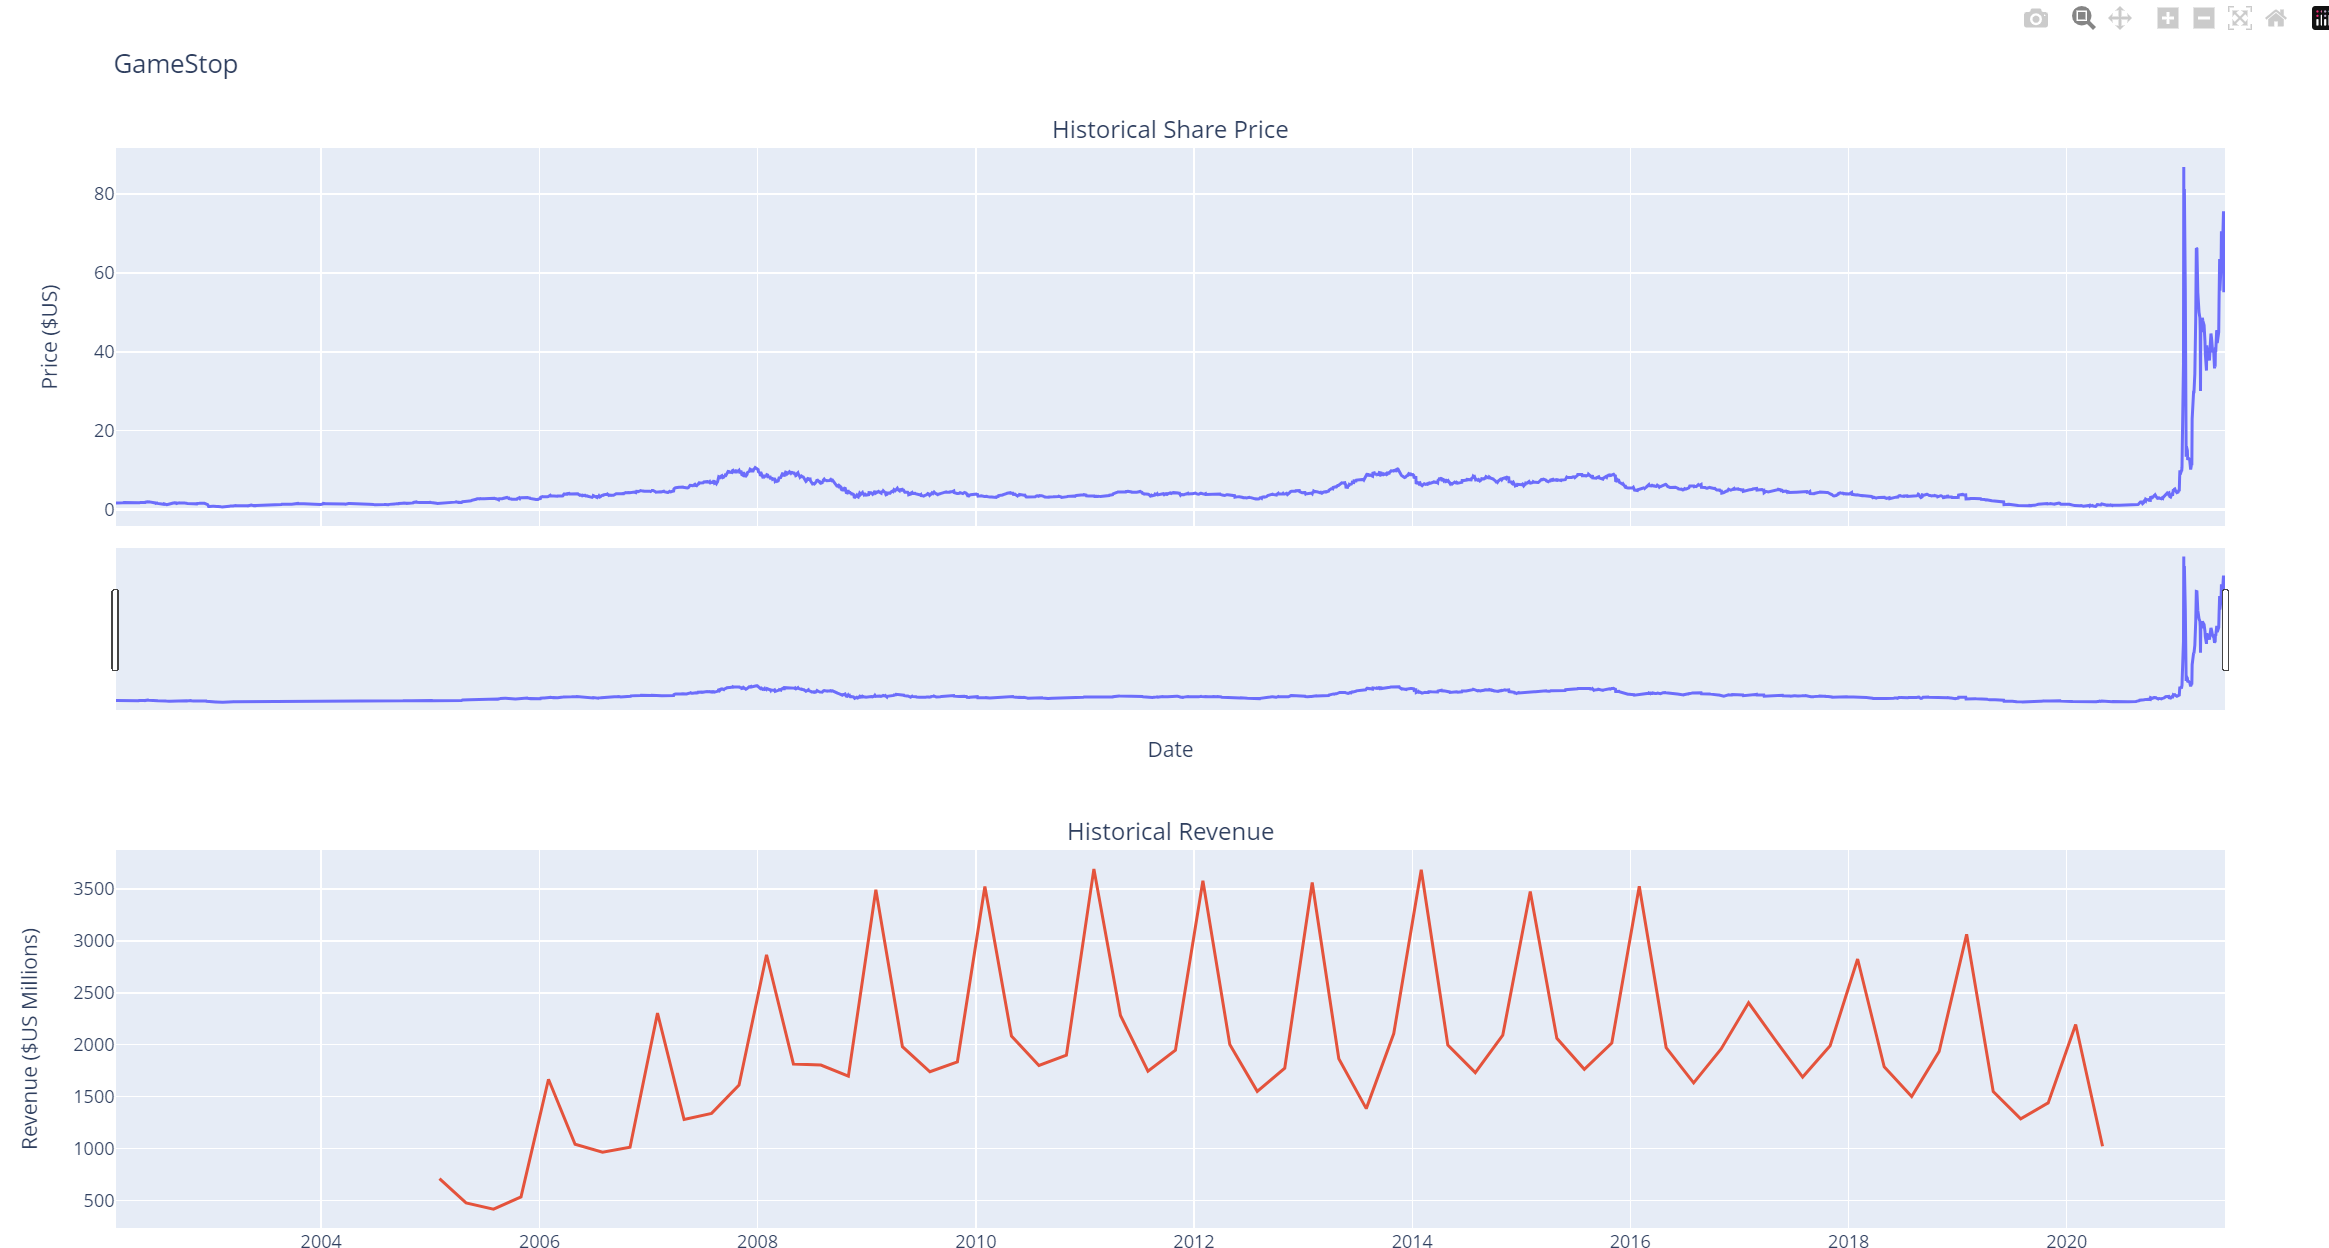 GameStop
Historical Share Price
80
60
40
20
0
Price ($US)
Date
Historical Revenue
3500
3000
2500
2000
1500
1000
500
Revenue ($US Millions)
2004 2006 2008 2010 2012 2014 2016 2018 2020